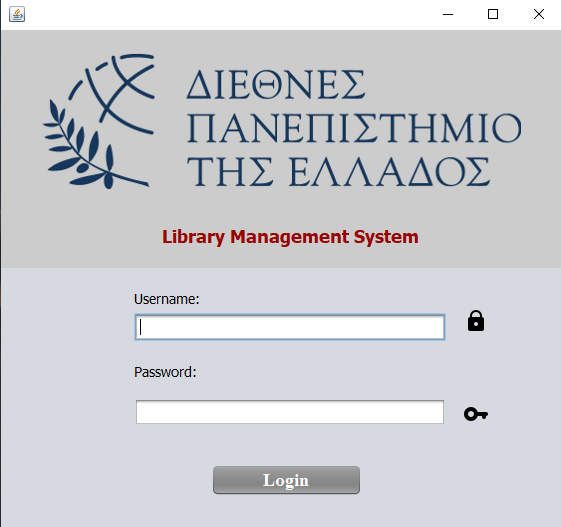 ΔΙΕΘΝΕΣ
ΠΑΝΕΠΙΣΤΗΜΙΟ
ΤΗΣ ΕΛΛΑΔΟΣ
Library Management System
Username:
Password:
Login